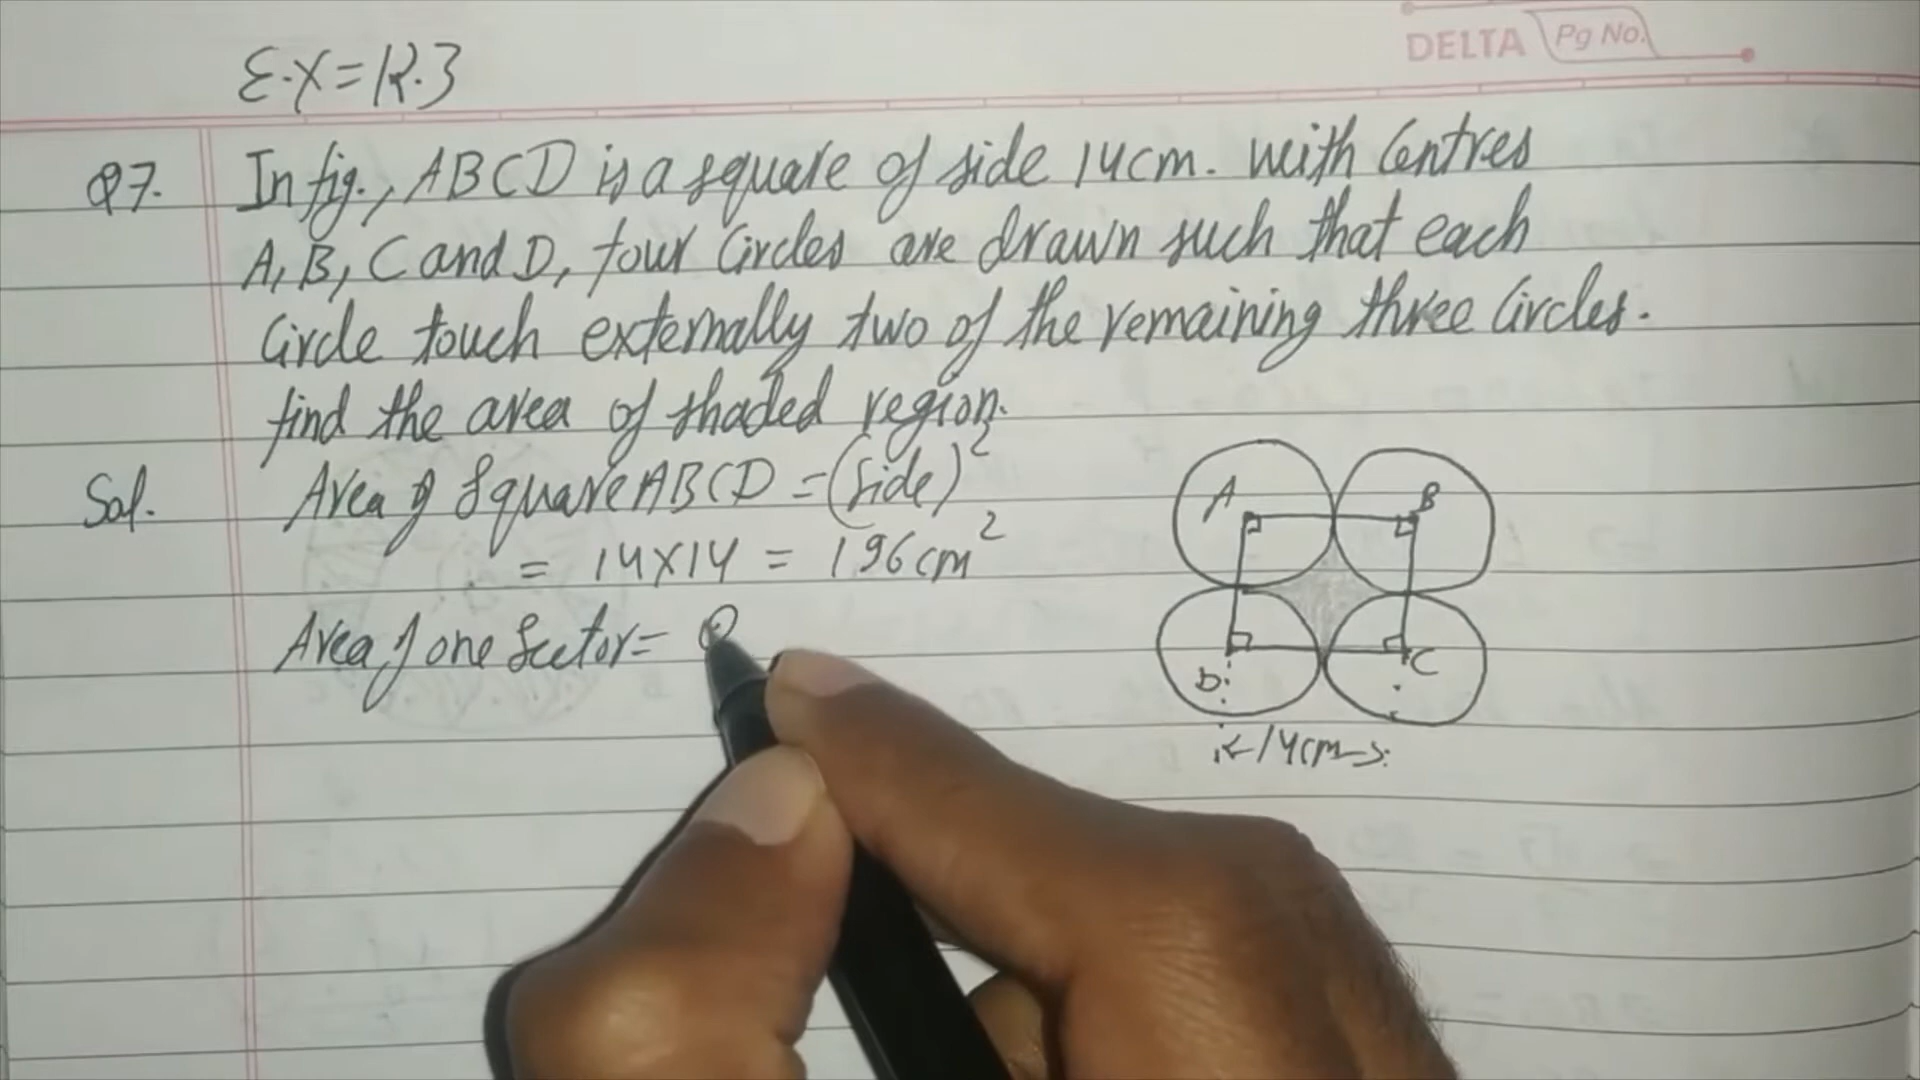 DELTA Pg No.
E.X=12.3
Q7. In fig., ABCD is a square of side 14cm. with Centres
A, B, C and D, four Circles are drawn such that each
Circle touch externally two of the remaining three Circles.
find the area of shaded region.
Sol. Area of Square ABCD = (Side)²
= 14×14 = 196cm²
Area of one Sector = θ
A B
D C
14cm